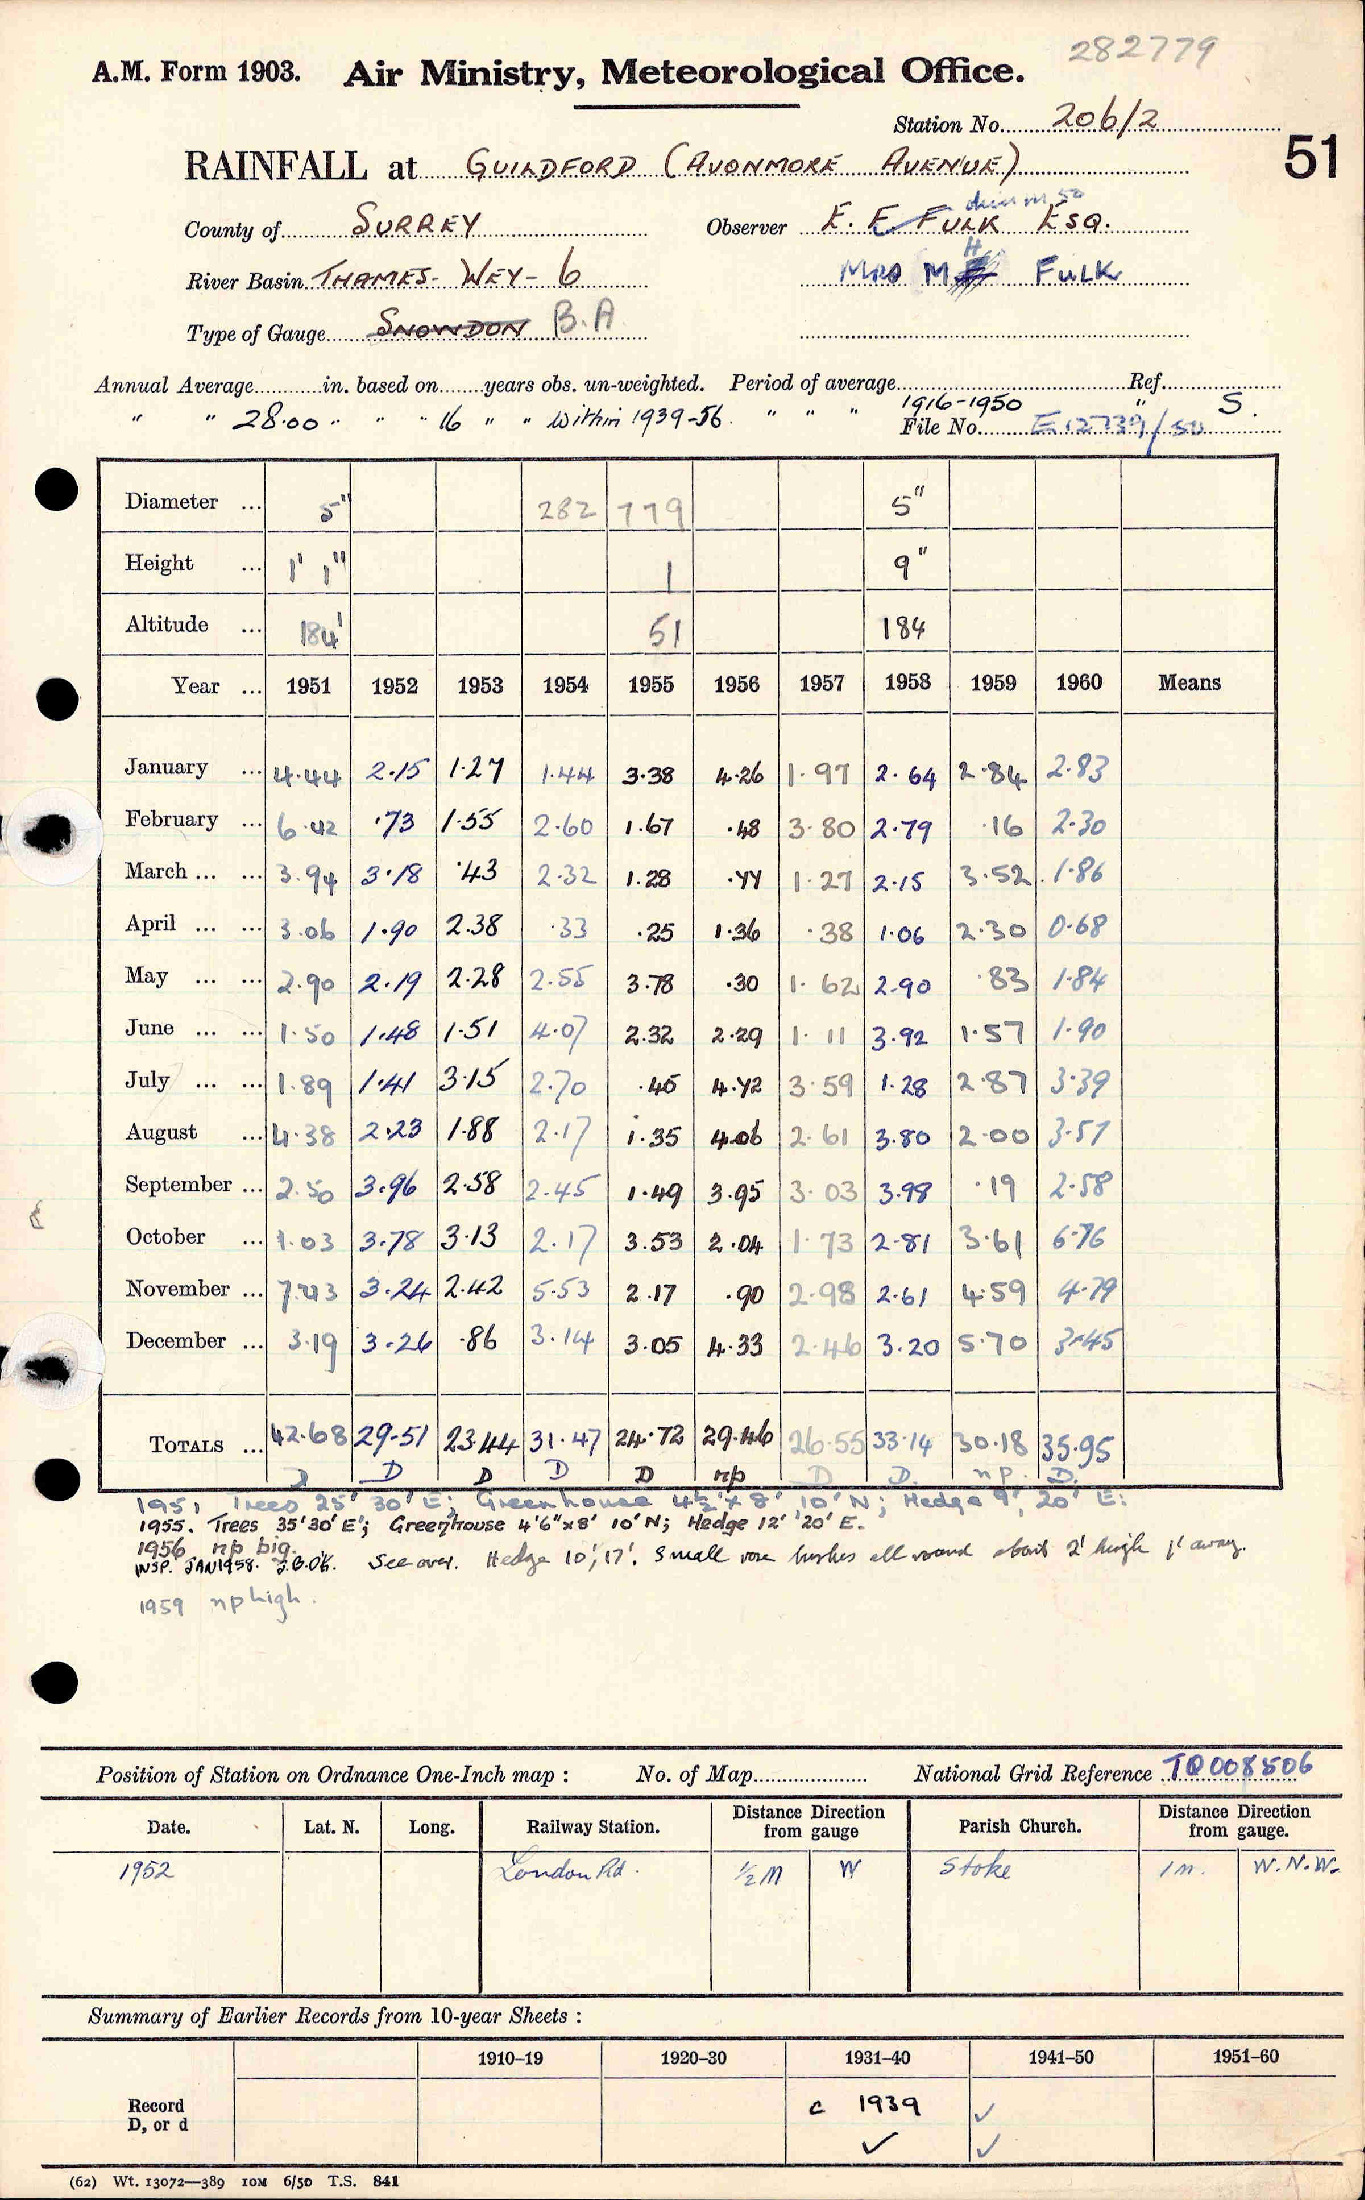 282779
A.M. Form 1903. Air Ministry, Meteorological Office.
Station No. 206/2
51
RAINFALL at GUILDFORD (AVONMORE AVENUE)
County of SURREY Observer E. E FULK ESQ.
River Basin THAMES - WEY - 6 MRS M H FULK
Type of Gauge SNOWDON B.A
Annual Average in. based on years obs. un-weighted. Period of average Ref.
" " 28.00 " " " 16 " " within 1939-56. " " " 1916-1950 " S.
File No. E12739/50
Diameter ... 5" 282 779 5"
Height ... 1' 1" 1 9"
Altitude ... 184' 51 184
Year ... 1951 1952 1953 1954 1955 1956 1957 1958 1959 1960 Means
January ... 4.44 2.15 1.27 1.44 3.38 4.26 1.97 2.64 2.84 2.83
February ... 6.42 .73 1.55 2.60 1.67 .48 3.80 2.79 .16 2.30
March ... ... 3.94 3.18 .43 2.32 1.28 .77 1.27 2.15 3.52 1.86
April ... ... 3.06 1.90 2.38 .33 .25 1.36 .38 1.06 2.30 0.68
May ... ... 2.90 2.19 2.28 2.55 3.78 .30 1.62 2.90 .83 1.84
June ... ... 1.50 1.48 1.51 4.07 2.32 2.29 1.11 3.92 1.57 1.90
July ... ... 1.89 1.41 3.15 2.70 .45 4.72 3.59 1.28 2.87 3.39
August ... 4.38 2.23 1.88 2.17 1.35 4.06 2.61 3.80 2.00 3.57
September ... 2.50 3.96 2.58 2.45 1.49 3.95 3.03 3.98 .19 2.58
October ... 1.03 3.78 3.13 2.17 3.53 2.04 1.73 2.81 3.61 6.76
November ... 7.43 3.24 2.42 5.53 2.17 .90 2.98 2.61 4.59 4.79
December ... 3.19 3.26 .86 3.14 3.05 4.33 2.46 3.20 5.70 3.45
TOTALS ... 42.68 29.51 23.44 31.47 24.72 29.46 26.55 33.14 30.18 35.95
D D D D D np D D. np. D.
1951 Trees 25' 30' E; Greenhouse 4½' x 8' 10' N; Hedge 9', 20' E:
1955. Trees 35' 30' E'; Greenhouse 4'6" x 8' 10' N; Hedge 12' 20' E.
1956 np big.
INSP. JAN 1958. See over. Hedge 10', 17'. Small rose bushes all round about 2' high 1' away.
1959 np high.
Position of Station on Ordnance One-Inch map : No. of Map National Grid Reference TQ008506
Date. Lat. N. Long. Railway Station. Distance Direction from gauge Parish Church. Distance Direction from gauge.
1952 London Rd. ½ M W Stoke 1 m. W.N.W.
Summary of Earlier Records from 10-year Sheets :
1910–19 1920–30 1931–40 1941–50 1951–60
Record D, or d c 1939 ✓
✓ ✓
(62) Wt. 13072—389 10M 6/50 T.S. 841